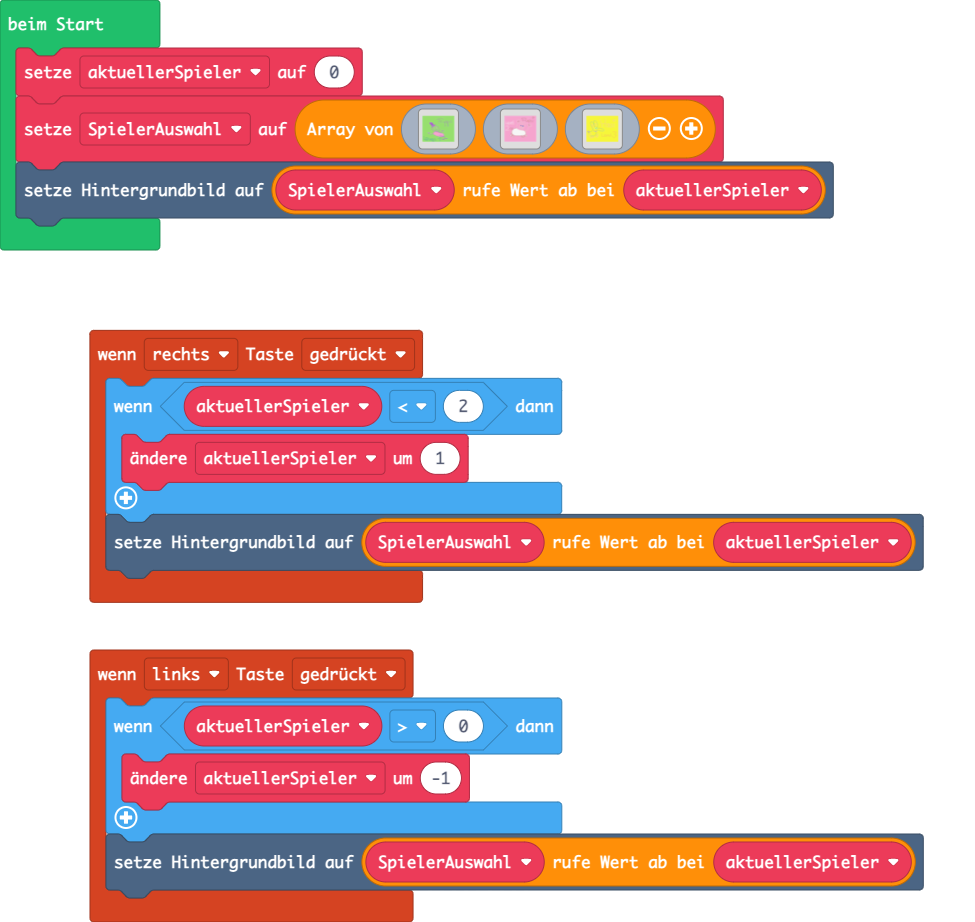 beim Start
setze aktuellerSpieler auf 0
setze SpielerAuswahl auf Array von
setze Hintergrundbild auf SpielerAuswahl rufe Wert ab bei aktuellerSpieler
wenn rechts Taste gedrückt
wenn aktuellerSpieler < 2 dann
ändere aktuellerSpieler um 1
setze Hintergrundbild auf SpielerAuswahl rufe Wert ab bei aktuellerSpieler
wenn links Taste gedrückt
wenn aktuellerSpieler > 0 dann
ändere aktuellerSpieler um -1
setze Hintergrundbild auf SpielerAuswahl rufe Wert ab bei aktuellerSpieler